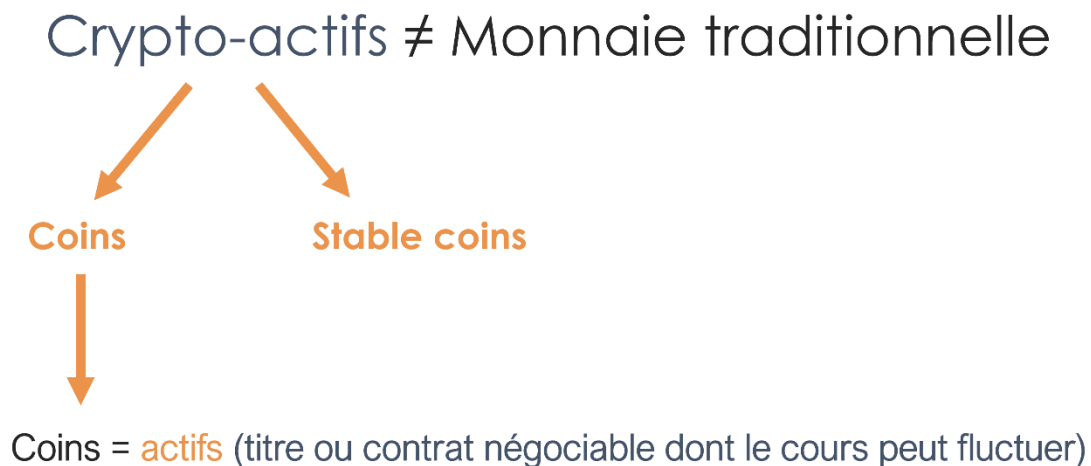 Crypto-actifs ≠ Monnaie traditionnelle
Coins Stable coins
Coins = actifs (titre ou contrat négociable dont le cours peut fluctuer)